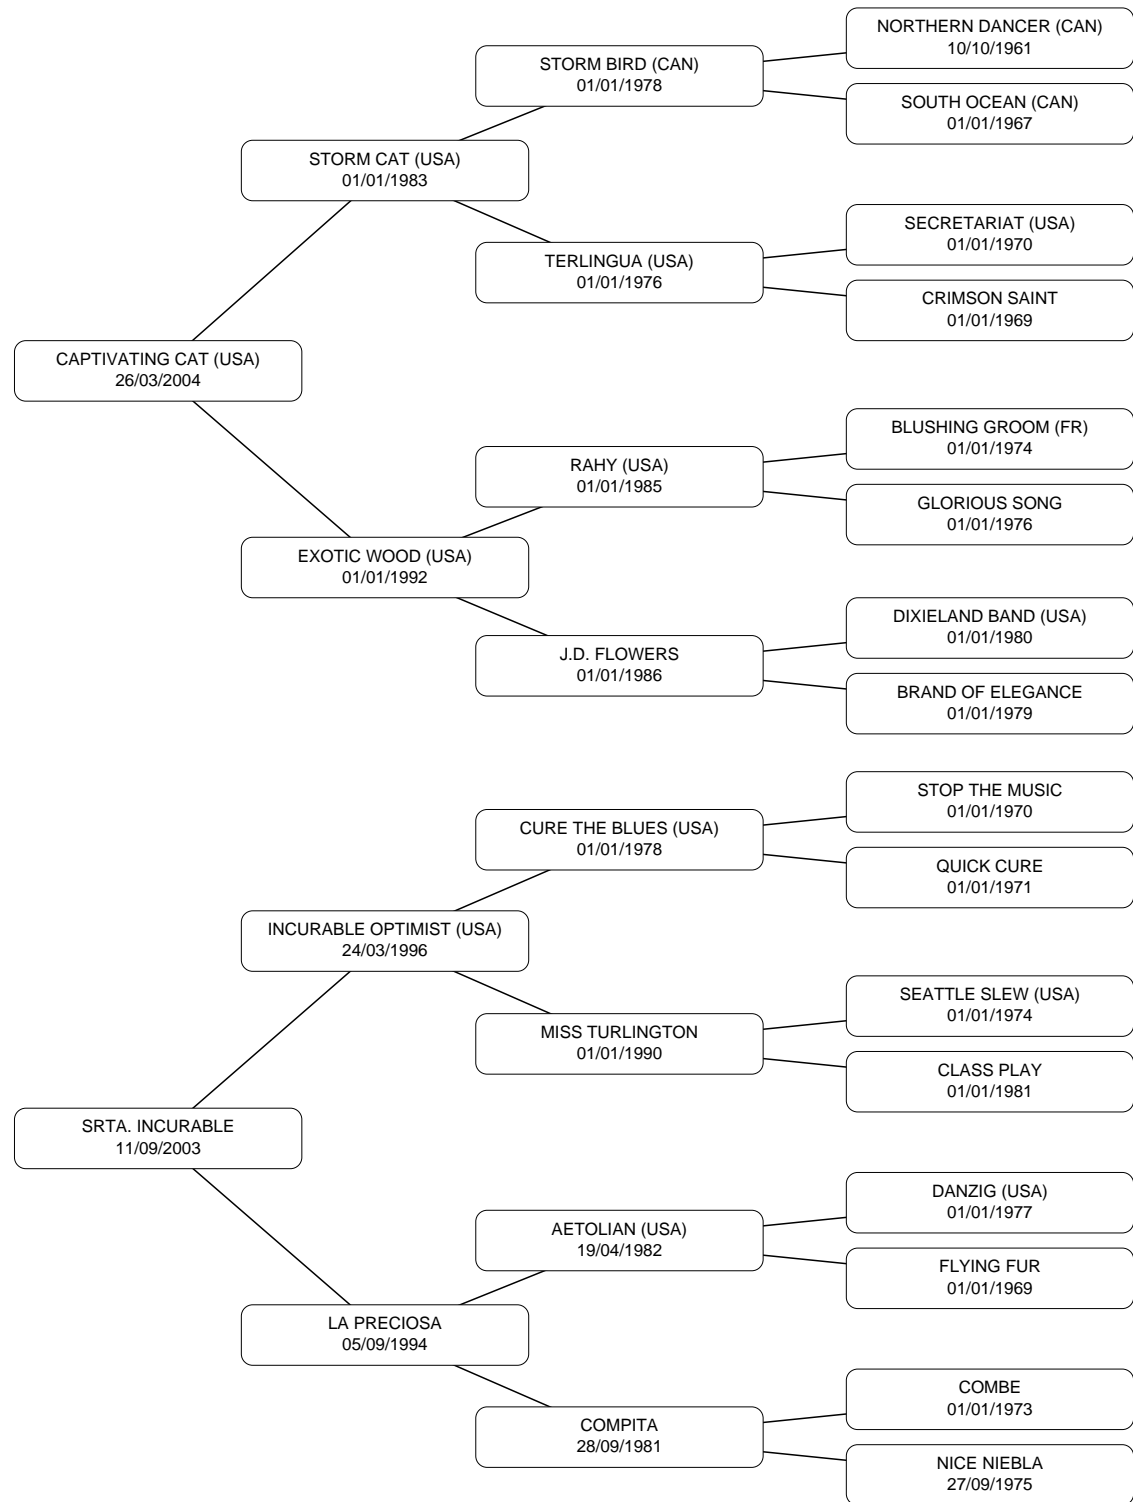 NORTHERN DANCER (CAN)
10/10/1961
STORM BIRD (CAN)
01/01/1978
SOUTH OCEAN (CAN)
01/01/1967
STORM CAT (USA)
01/01/1983
SECRETARIAT (USA)
01/01/1970
TERLINGUA (USA)
01/01/1976
CRIMSON SAINT
01/01/1969
CAPTIVATING CAT (USA)
26/03/2004
BLUSHING GROOM (FR)
01/01/1974
RAHY (USA)
01/01/1985
GLORIOUS SONG
01/01/1976
EXOTIC WOOD (USA)
01/01/1992
DIXIELAND BAND (USA)
01/01/1980
J.D. FLOWERS
01/01/1986
BRAND OF ELEGANCE
01/01/1979
STOP THE MUSIC
01/01/1970
CURE THE BLUES (USA)
01/01/1978
QUICK CURE
01/01/1971
INCURABLE OPTIMIST (USA)
24/03/1996
SEATTLE SLEW (USA)
01/01/1974
MISS TURLINGTON
01/01/1990
CLASS PLAY
01/01/1981
SRTA. INCURABLE
11/09/2003
DANZIG (USA)
01/01/1977
AETOLIAN (USA)
19/04/1982
FLYING FUR
01/01/1969
LA PRECIOSA
05/09/1994
COMBE
01/01/1973
COMPITA
28/09/1981
NICE NIEBLA
27/09/1975